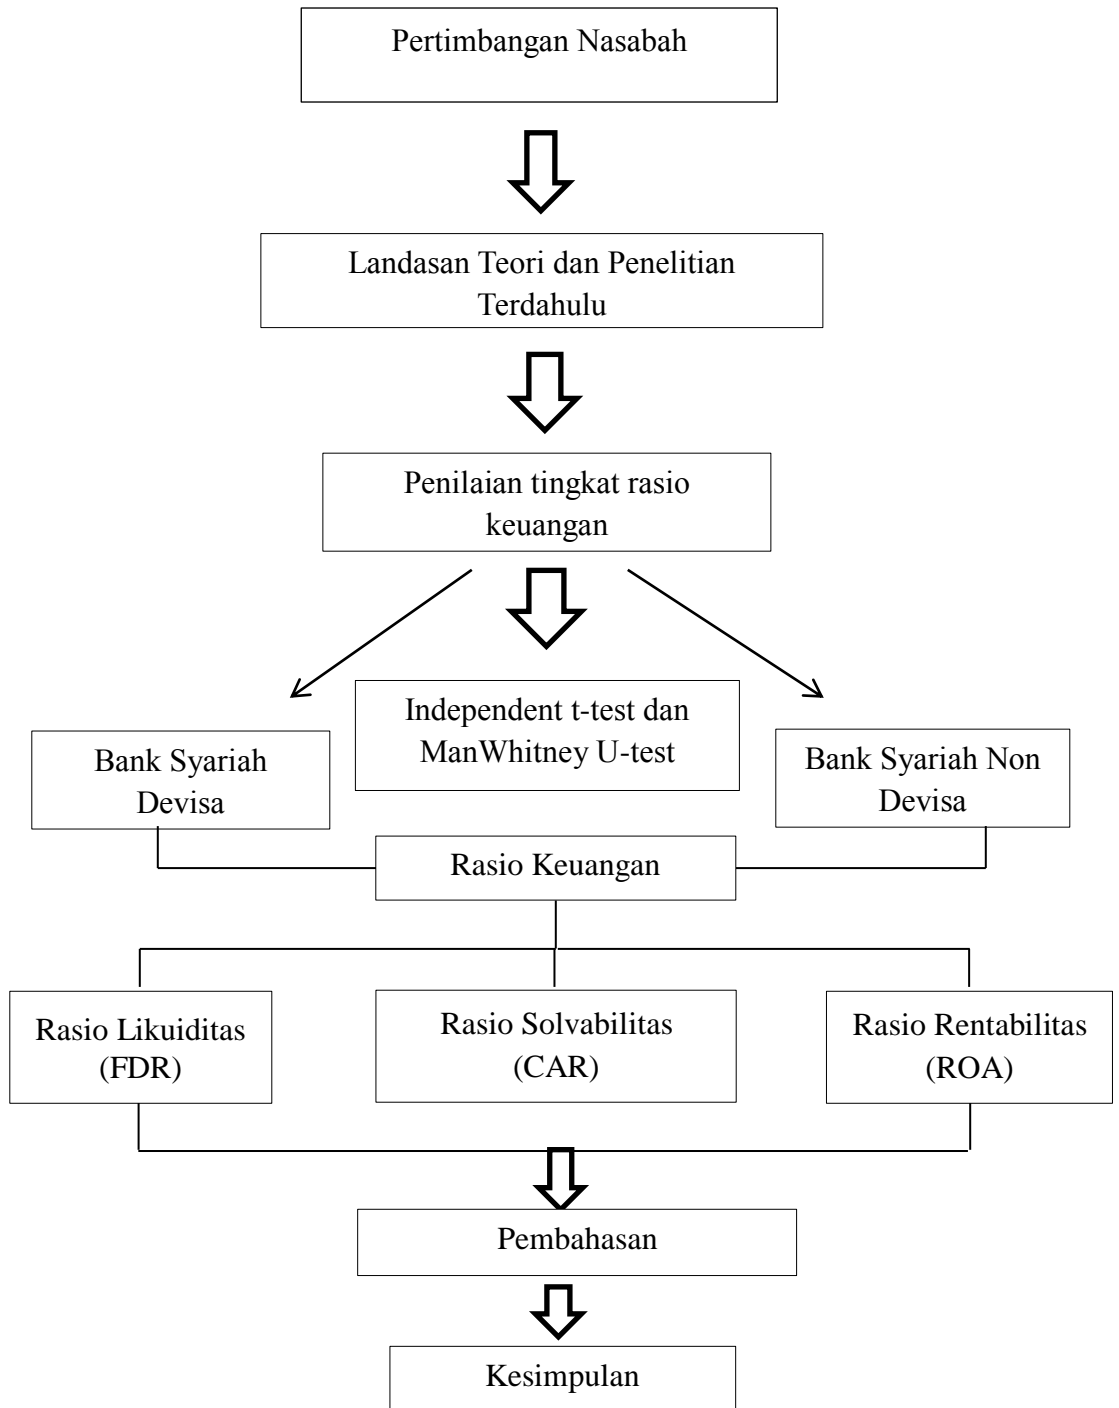 Pertimbangan Nasabah
Landasan Teori dan Penelitian
Terdahulu
Penilaian tingkat rasio
keuangan
Independent t-test dan
ManWhitney U-test
Bank Syariah
Devisa
Bank Syariah Non
Devisa
Rasio Keuangan
Rasio Likuiditas
(FDR)
Rasio Solvabilitas
(CAR)
Rasio Rentabilitas
(ROA)
Pembahasan
Kesimpulan